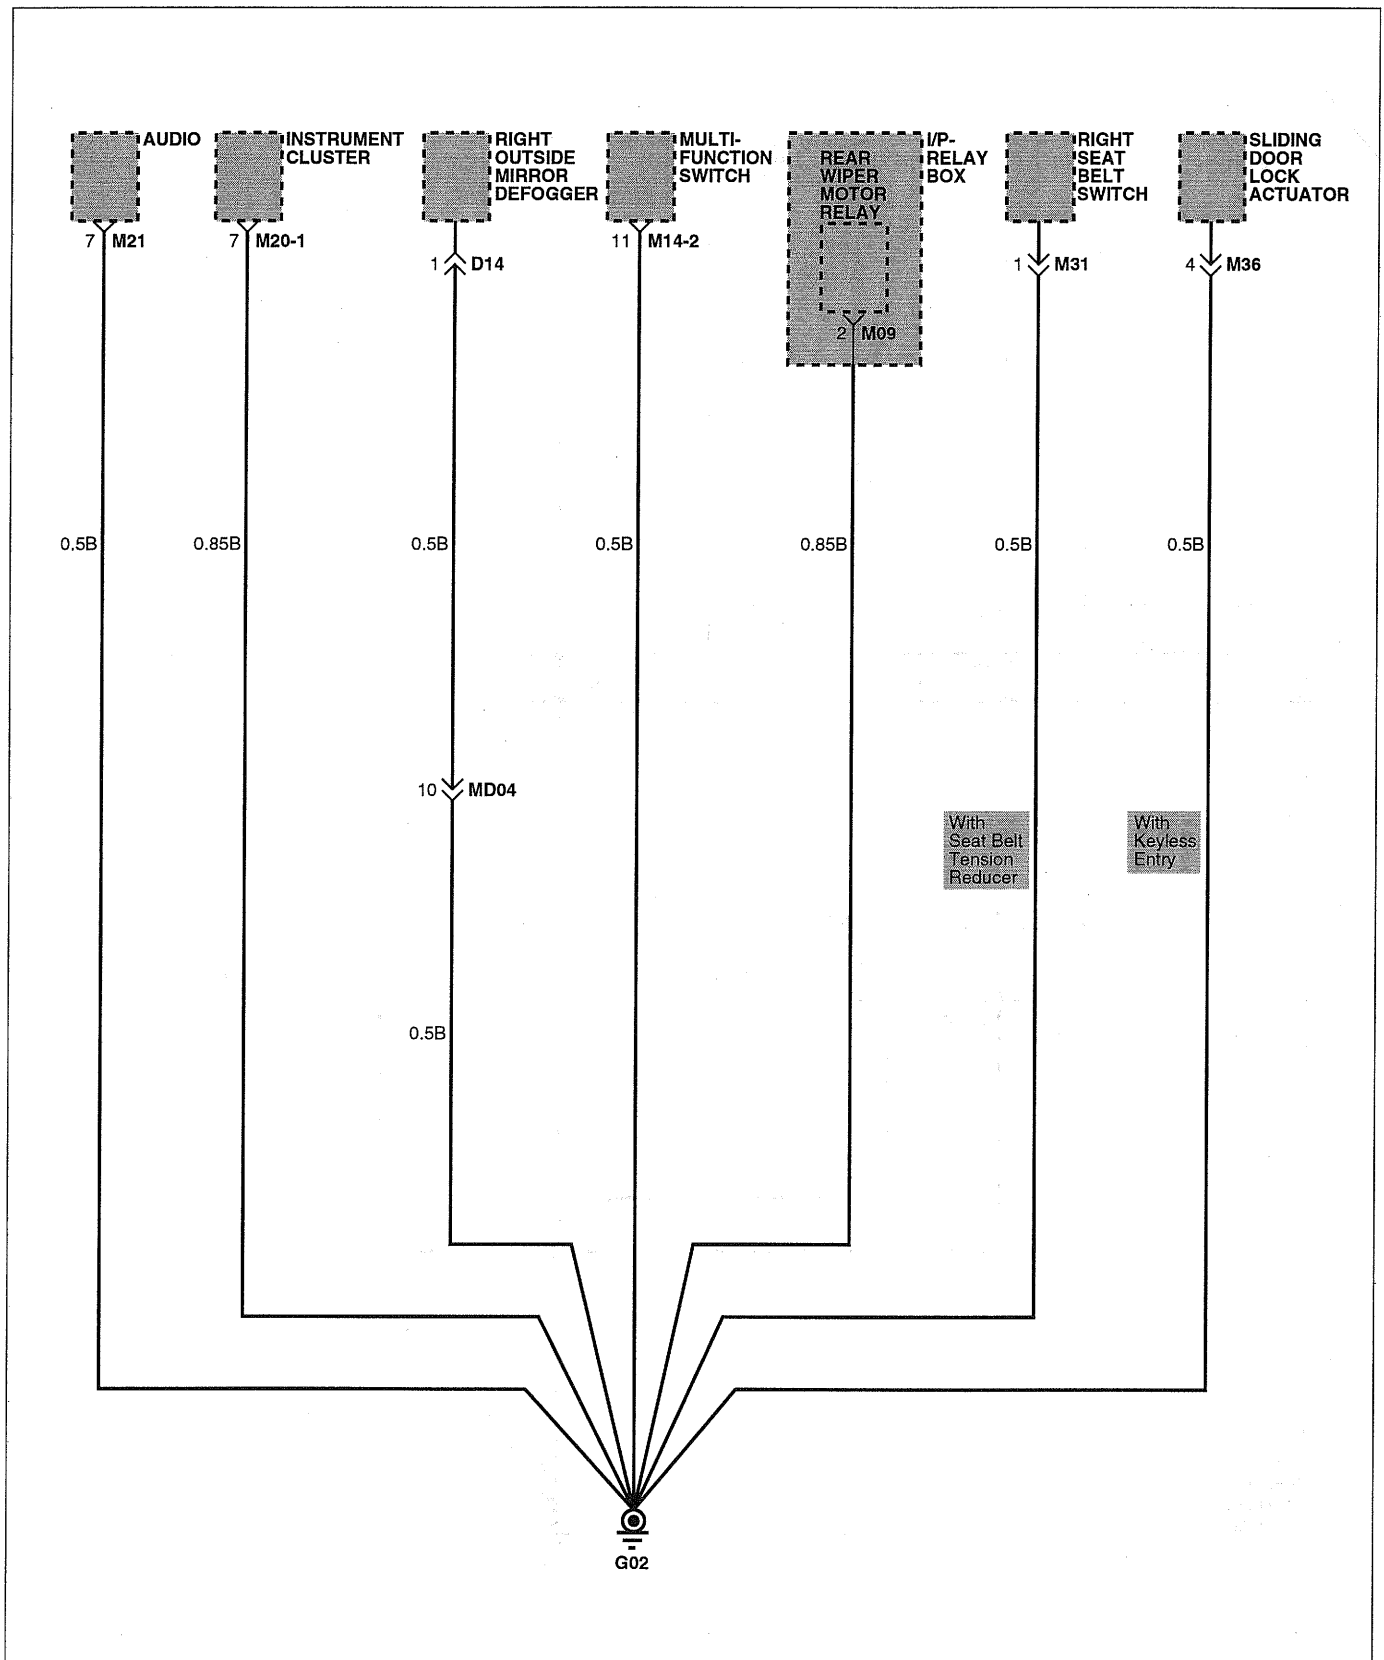 AUDIO
INSTRUMENT
CLUSTER
RIGHT
OUTSIDE
MIRROR
DEFOGGER
MULTI-
FUNCTION
SWITCH
REAR
WIPER
MOTOR
RELAY
I/P-
RELAY
BOX
RIGHT
SEAT
BELT
SWITCH
SLIDING
DOOR
LOCK
ACTUATOR
7 M21
7 M20-1
1 D14
11 M14-2
2 M09
1 M31
4 M36
0.5B
0.85B
0.5B
0.5B
0.85B
0.5B
0.5B
10 MD04
With
Seat Belt
Tension
Reducer
With
Keyless
Entry
0.5B
G02